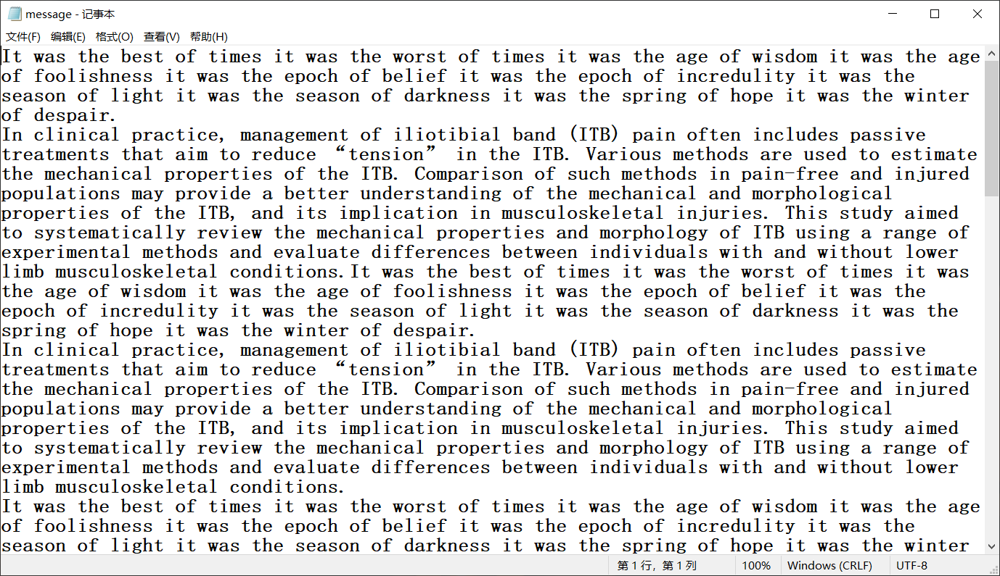 message - 记事本
文件(F) 编辑(E) 格式(O) 查看(V) 帮助(H)
It was the best of times it was the worst of times it was the age of wisdom it was the age
of foolishness it was the epoch of belief it was the epoch of incredulity it was the
season of light it was the season of darkness it was the spring of hope it was the winter
of despair.
In clinical practice, management of iliotibial band (ITB) pain often includes passive
treatments that aim to reduce “tension” in the ITB. Various methods are used to estimate
the mechanical properties of the ITB. Comparison of such methods in pain-free and injured
populations may provide a better understanding of the mechanical and morphological
properties of the ITB, and its implication in musculoskeletal injuries. This study aimed
to systematically review the mechanical properties and morphology of ITB using a range of
experimental methods and evaluate differences between individuals with and without lower
limb musculoskeletal conditions.It was the best of times it was the worst of times it was
the age of wisdom it was the age of foolishness it was the epoch of belief it was the
epoch of incredulity it was the season of light it was the season of darkness it was the
spring of hope it was the winter of despair.
In clinical practice, management of iliotibial band (ITB) pain often includes passive
treatments that aim to reduce “tension” in the ITB. Various methods are used to estimate
the mechanical properties of the ITB. Comparison of such methods in pain-free and injured
populations may provide a better understanding of the mechanical and morphological
properties of the ITB, and its implication in musculoskeletal injuries. This study aimed
to systematically review the mechanical properties and morphology of ITB using a range of
experimental methods and evaluate differences between individuals with and without lower
limb musculoskeletal conditions.
It was the best of times it was the worst of times it was the age of wisdom it was the age
of foolishness it was the epoch of belief it was the epoch of incredulity it was the
season of light it was the season of darkness it was the spring of hope it was the winter
第 1 行，第 1 列 100% Windows (CRLF) UTF-8